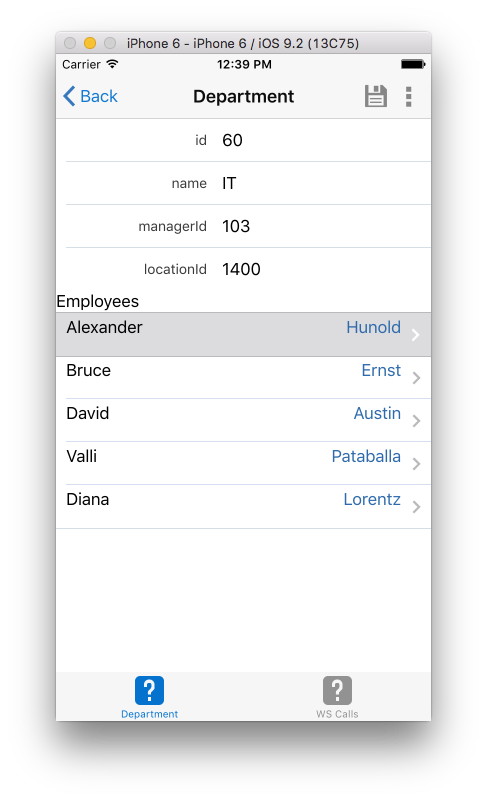 iPhone 6 - iPhone 6 / iOS 9.2 (13C75)
Carrier 12:39 PM
Back Department
id 60
name IT
managerId 103
locationId 1400
Employees
Alexander Hunold
Bruce Ernst
David Austin
Valli Pataballa
Diana Lorentz
? ?
Department WS Calls